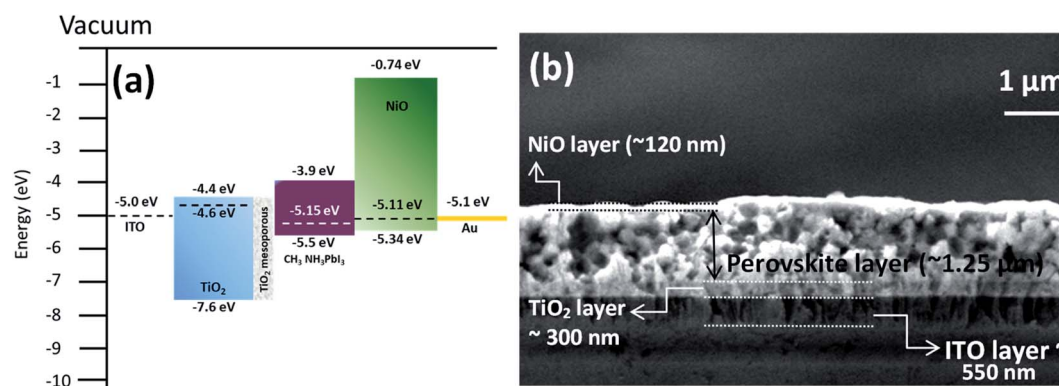 Vacuum
(a)
Energy (eV)
-1
-2
-3
-4
-5
-6
-7
-8
-9
-10
-5.0 eV
ITO
-4.4 eV
-4.6 eV
TiO₂
-7.6 eV
TiO₂ mesoporous
-3.9 eV
-5.15 eV
-5.5 eV
CH₃ NH₃PbI₃
-0.74 eV
NiO
-5.11 eV
-5.34 eV
-5.1 eV
Au
(b)
1 µm
NiO layer (~120 nm)
Perovskite layer (~1.25 µm)
TiO₂ layer
~ 300 nm
ITO layer ~
550 nm